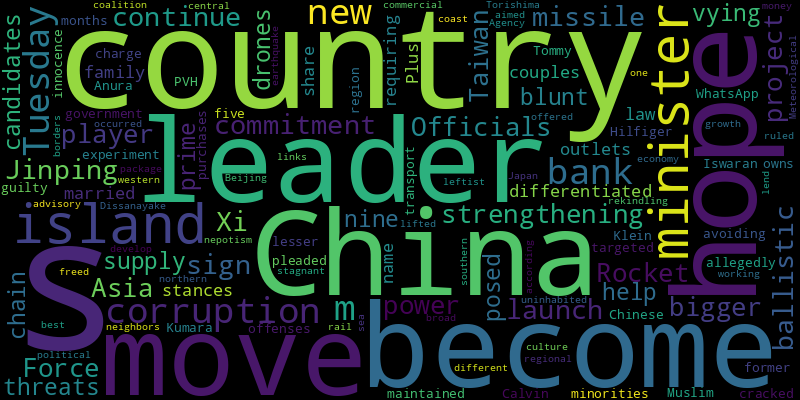 coalition central commercial Torishima money
months continue new aimed Agency
candidates Tuesday country missile vying
innocence charge family PVH Anura drones earthquake share region requiring Plus coast Tommy Taiwan couples one
blunt WhatsApp project Meteorological
government five purchases law growth
borders occurred player prime commitment Officials offered Hilfiger ruled
experiment leader minister hope
Jinping links outlets Japan economy
guilty package married western Beijing transport bank Iswaran owns
leftist differentiated lend
advisory Dissanayake Xi nine strengthening rekindling
island nepotism lifted name Klein avoiding
China southern
supply sign lesser pleaded targeted allegedly
chain develop stagnant posed according Rocket working
S freed northern Asia stances help ballistic
best corruption m power uninhabited bigger
neighbors Kumara offenses rail broad launch Chinese
Force political move sea become culture regional former
threats different
maintained Calvin minorities Muslim cracked